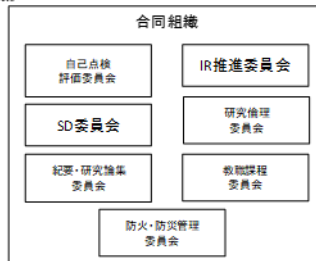 合同組織
自己点検
評価委員会
IR推進委員会
SD委員会
研究倫理
委員会
紀要・研究論集
委員会
教職課程
委員会
防火・防災管理
委員会